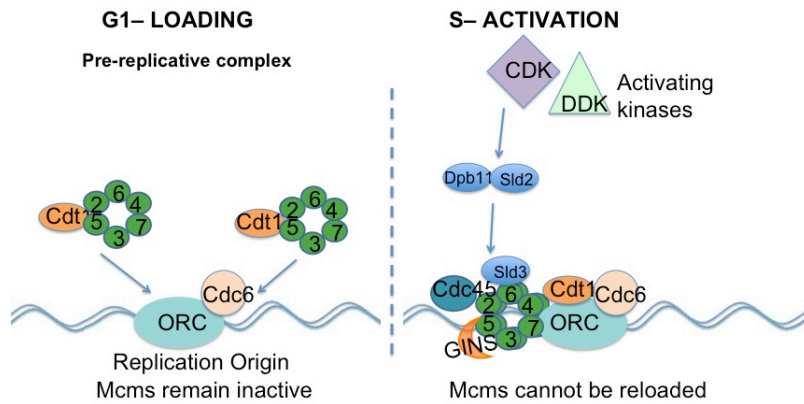 G1– LOADING
Pre-replicative complex
Cdt1
2
6
4
5
7
3
Cdt1
2
6
4
5
7
3
Cdc6
ORC
Replication Origin
Mcms remain inactive
S– ACTIVATION
CDK
DDK
Activating
kinases
Dpb11
Sld2
Sld3
Cdc45
2
6
4
5
7
3
Cdt1
Cdc6
ORC
GINS
Mcms cannot be reloaded